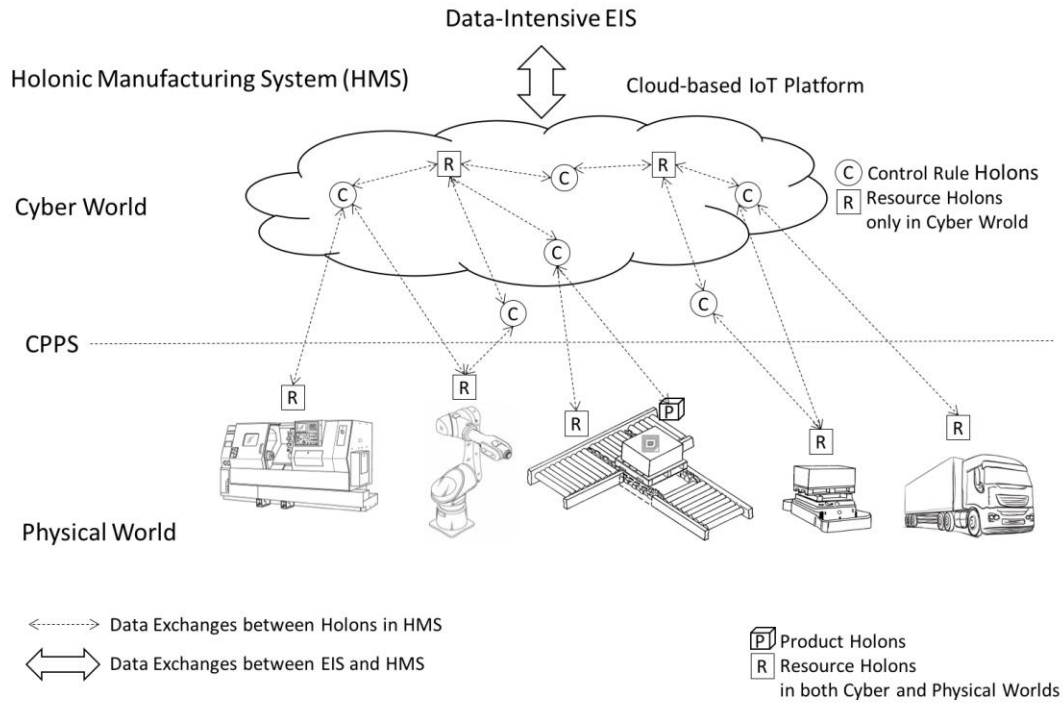 Data-Intensive EIS
Holonic Manufacturing System (HMS)
Cloud-based IoT Platform
R
R
C
C
C
C Control Rule Holons
R Resource Holons
only in Cyber Wrold
Cyber World
C
C
C
CPPS
R
R
P
R
R
R
Physical World
Data Exchanges between Holons in HMS
Data Exchanges between EIS and HMS
P Product Holons
R Resource Holons
in both Cyber and Physical Worlds